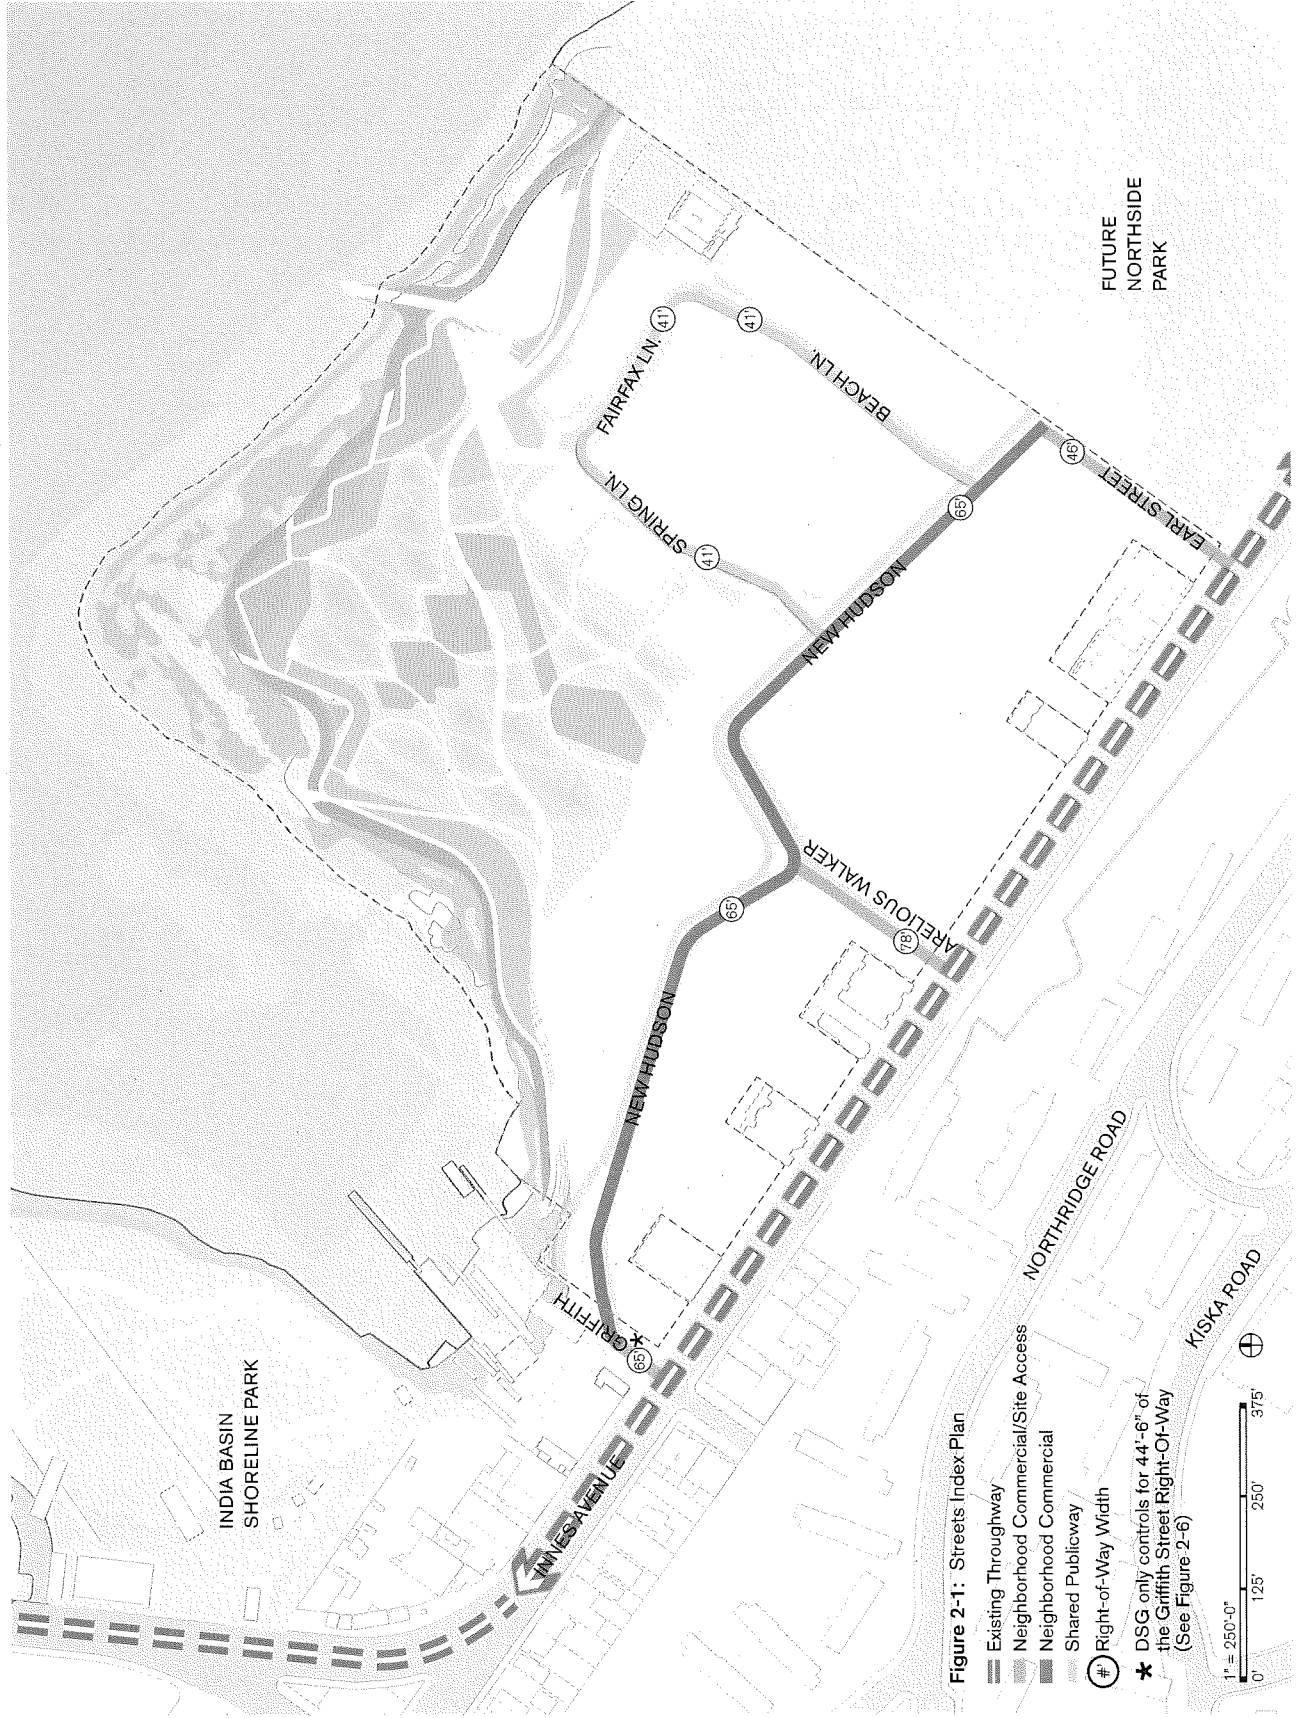 INDIA BASIN
SHORELINE PARK
FUTURE
NORTHSIDE
PARK
FAIRFAX LN.
41'
41'
BEACH LN.
SPRING LN.
41'
NEW HUDSON
65'
46'
EARL STREET
NEW HUDSON
65'
ARELIOUS WALKER
78'
GRIFFITH
65'
*
INNES AVENUE
NORTHRIDGE ROAD
KISKA ROAD
Figure 2-1: Streets Index Plan
Existing Throughway
Neighborhood Commercial/Site Access
Neighborhood Commercial
Shared Publicway
#' Right-of-Way Width
* DSG only controls for 44'-6" of
the Griffith Street Right-Of-Way
(See Figure 2-6)
1" = 250'-0"
0' 125' 250' 375'